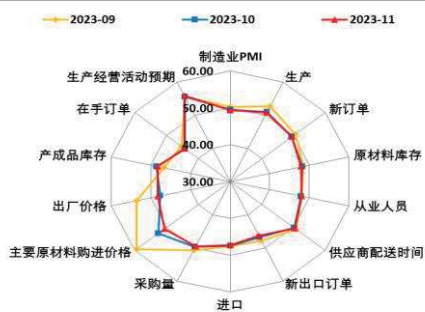 2023-09 2023-10 2023-11
制造业PMI
60.00
生产经营活动预期 生产
50.00
在手订单 新订单
40.00
产成品库存 原材料库存
30.00
出厂价格 从业人员
主要原材料购进价格 供应商配送时间
采购量 新出口订单
进口